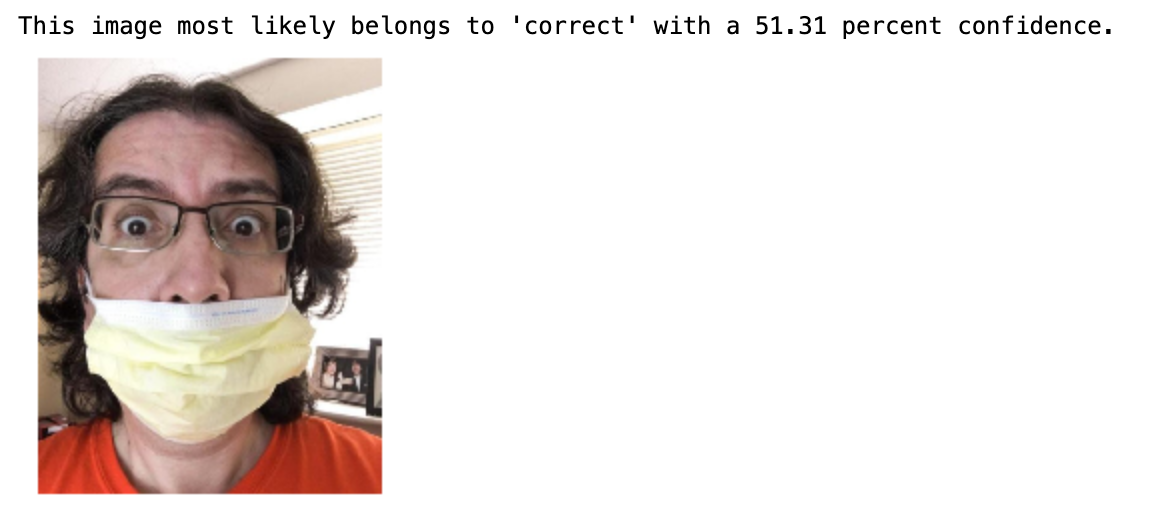 This image most likely belongs to 'correct' with a 51.31 percent confidence.